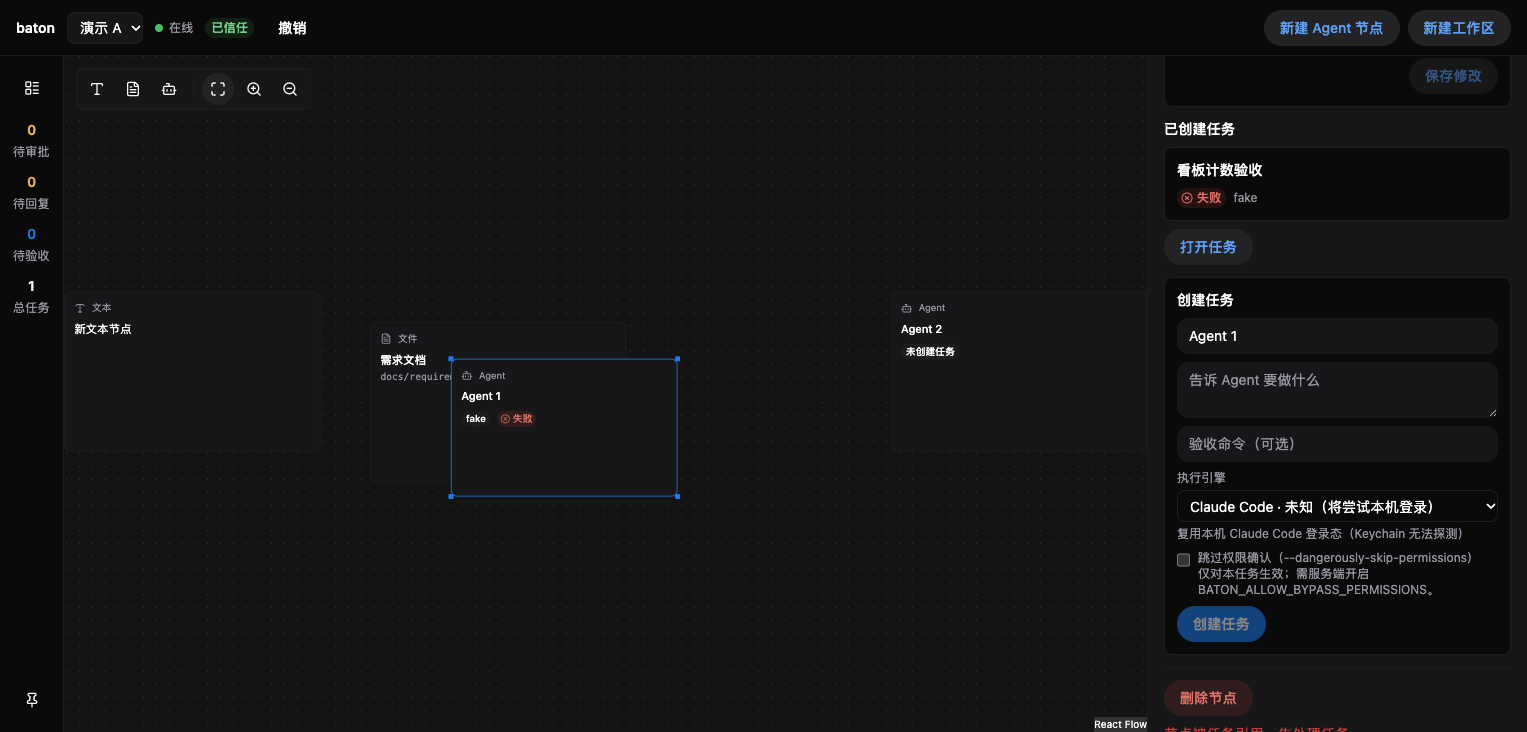 baton
演示 A
在线
已信任
撤销
新建 Agent 节点
新建工作区
0
待审批
0
待回复
0
待验收
1
总任务
文本
新文本节点
文件
需求文档
docs/require
Agent
Agent 1
fake
失败
Agent
Agent 2
未创建任务
React Flow
保存修改
已创建任务
看板计数验收
失败 fake
打开任务
创建任务
Agent 1
告诉 Agent 要做什么
验收命令（可选）
执行引擎
Claude Code · 未知（将尝试本机登录）
复用本机 Claude Code 登录态（Keychain 无法探测）
跳过权限确认（--dangerously-skip-permissions）
仅对本任务生效；需服务端开启
BATON_ALLOW_BYPASS_PERMISSIONS。
创建任务
删除节点